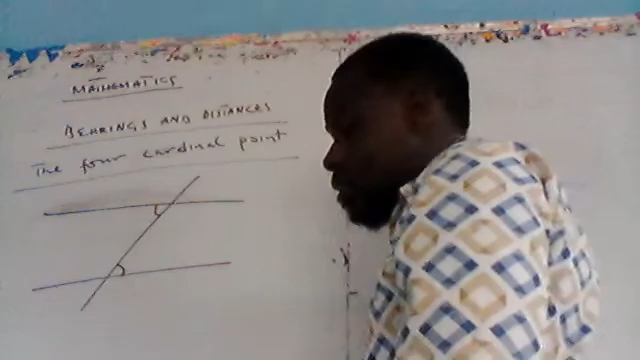 MATHEMATICS
BEARINGS AND DISTANCES
The four cardinal point